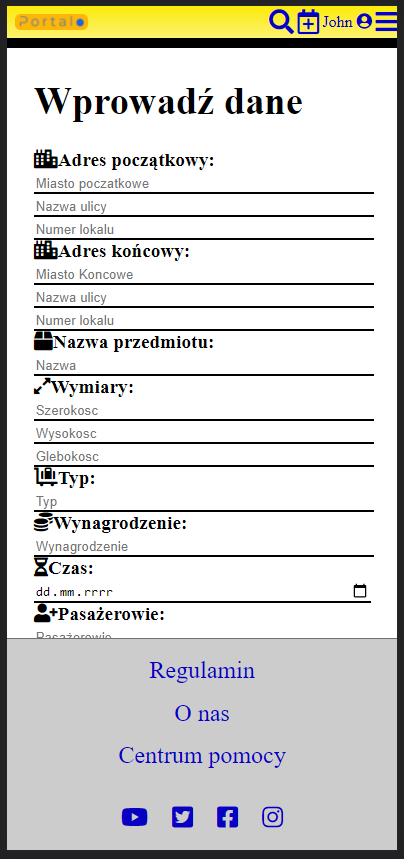 Portal
John
Wprowadź dane
Adres początkowy:
Miasto poczatkowe
Nazwa ulicy
Numer lokalu
Adres końcowy:
Miasto Koncowe
Nazwa ulicy
Numer lokalu
Nazwa przedmiotu:
Nazwa
Wymiary:
Szerokosc
Wysokosc
Glebokosc
Typ:
Typ
Wynagrodzenie:
Wynagrodzenie
Czas:
dd.mm.rrrr
Pasażerowie:
Pasażerowie
Regulamin
O nas
Centrum pomocy